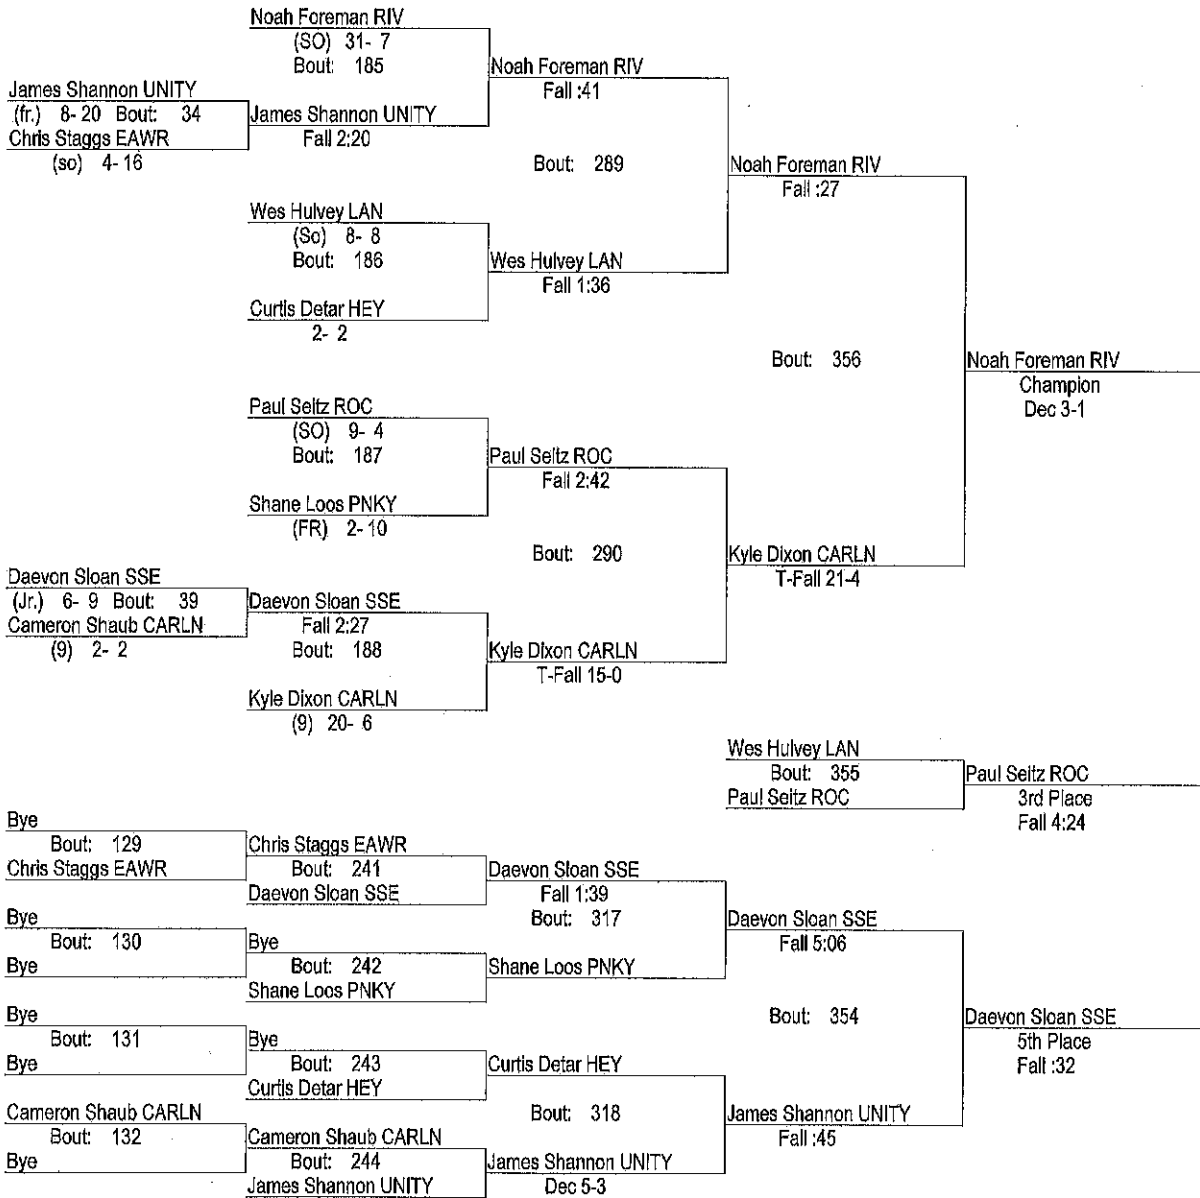 Noah Foreman RIV
(SO) 31- 7
Bout: 185
Noah Foreman RIV
Fall :41
James Shannon UNITY
(fr.) 8- 20 Bout: 34
James Shannon UNITY
Chris Staggs EAWR
Fall 2:20
(so) 4- 16
Bout: 289
Noah Foreman RIV
Fall :27
Wes Hulvey LAN
(So) 8- 8
Bout: 186
Wes Hulvey LAN
Fall 1:36
Curtis Detar HEY
2- 2
Bout: 356
Noah Foreman RIV
Champion
Dec 3-1
Paul Seitz ROC
(SO) 9- 4
Bout: 187
Paul Seitz ROC
Fall 2:42
Shane Loos PNKY
(FR) 2- 10
Bout: 290
Kyle Dixon CARLN
T-Fall 21-4
Daevon Sloan SSE
(Jr.) 6- 9 Bout: 39
Daevon Sloan SSE
Cameron Shaub CARLN
Fall 2:27
(9) 2- 2
Bout: 188
Kyle Dixon CARLN
T-Fall 15-0
Kyle Dixon CARLN
(9) 20- 6
Wes Hulvey LAN
Bout: 355
Paul Seitz ROC
Paul Seitz ROC
3rd Place
Fall 4:24
Bye
Bout: 129
Chris Staggs EAWR
Chris Staggs EAWR
Bout: 241
Daevon Sloan SSE
Daevon Sloan SSE
Fall 1:39
Bout: 317
Daevon Sloan SSE
Fall 5:06
Bye
Bout: 130
Bye
Bye
Bout: 242
Shane Loos PNKY
Shane Loos PNKY
Bout: 354
Daevon Sloan SSE
5th Place
Fall :32
Bye
Bout: 131
Bye
Bye
Bout: 243
Curtis Detar HEY
Curtis Detar HEY
Bout: 318
James Shannon UNITY
Fall :45
Cameron Shaub CARLN
Bout: 132
Bye
Cameron Shaub CARLN
Bout: 244
James Shannon UNITY
James Shannon UNITY
Dec 5-3